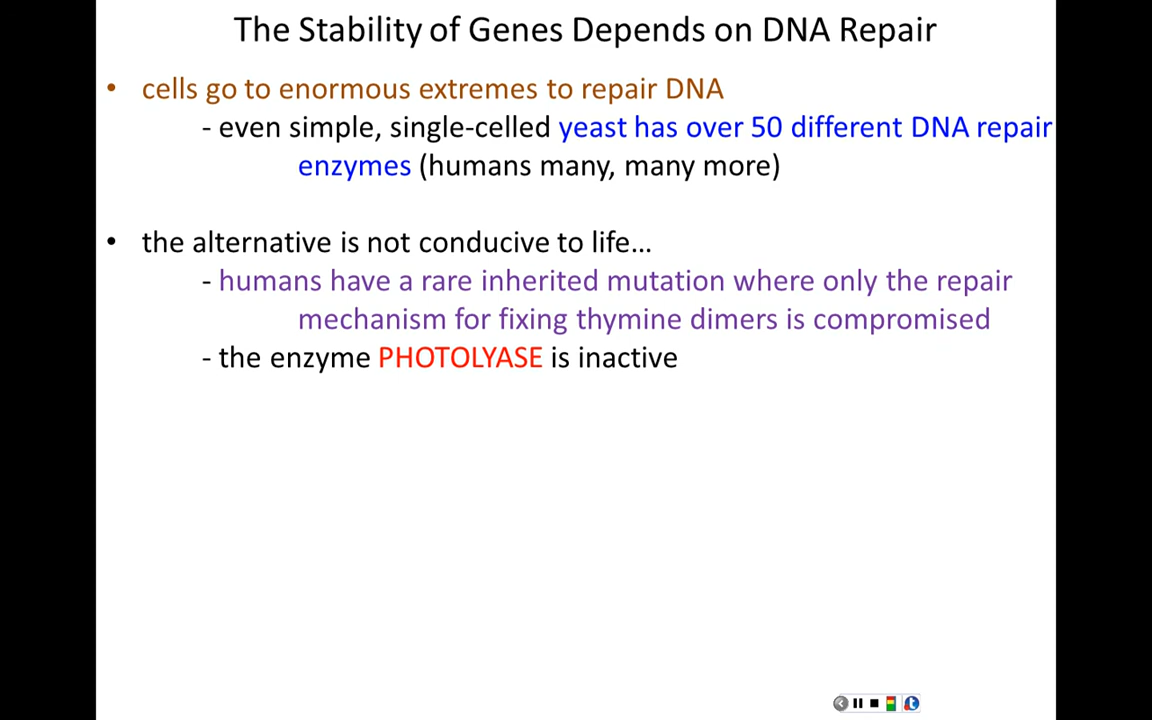 The Stability of Genes Depends on DNA Repair
• cells go to enormous extremes to repair DNA
- even simple, single-celled yeast has over 50 different DNA repair
enzymes (humans many, many more)
• the alternative is not conducive to life...
- humans have a rare inherited mutation where only the repair
mechanism for fixing thymine dimers is compromised
- the enzyme PHOTOLYASE is inactive